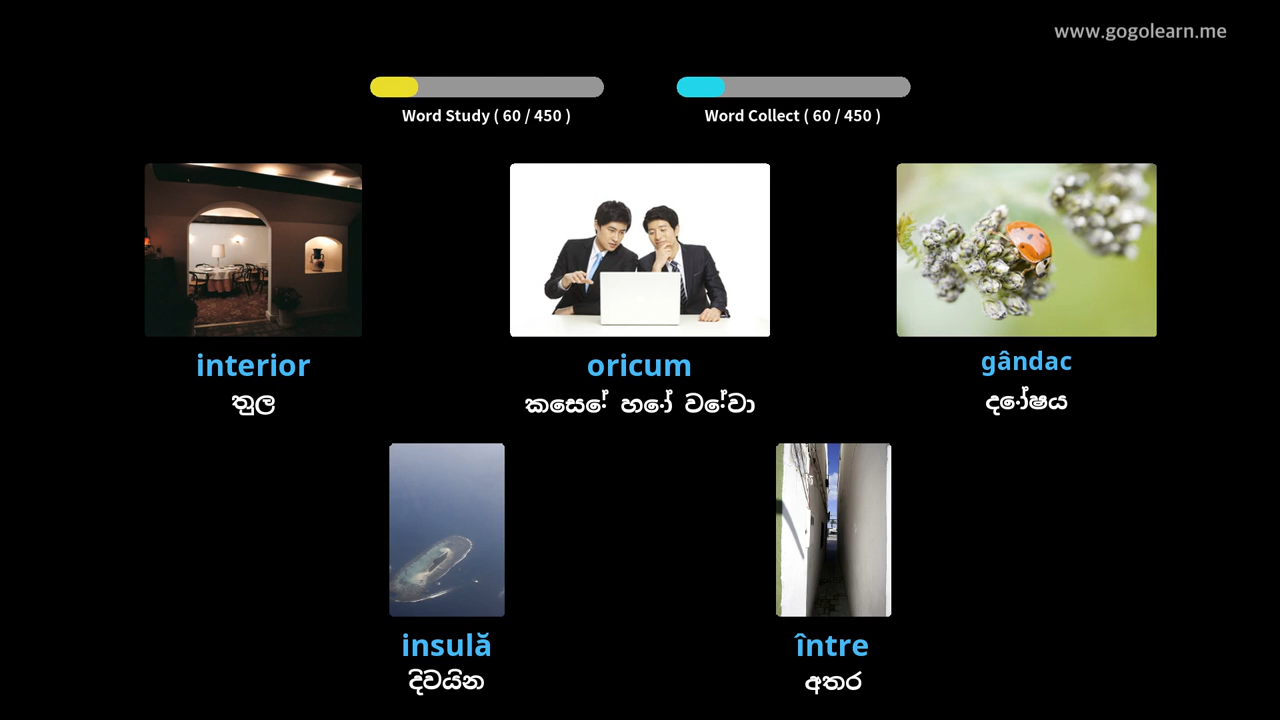 www.gogolearn.me
Word Study ( 60 / 450 )
Word Collect ( 60 / 450 )
interior
oricum
gândac
තුල
කෙසේ හෝ වේවා
දෝෂය
insulă
între
දිවයින
අතර